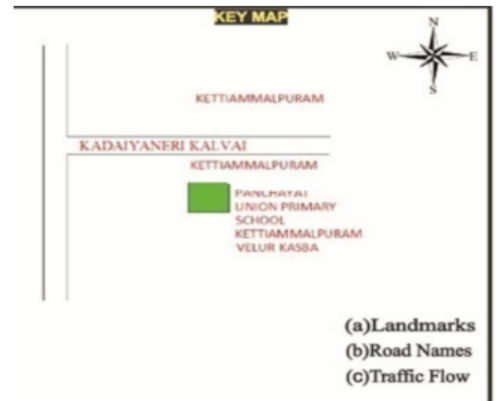 KEY MAP
N
W E
S
KETTIAMMALPURAM
KADAIYANERI KALVAI
KETTIAMMALPURAM
PANCHAYAT
UNION PRIMARY
SCHOOL
KETTIAMMALPURAM
VELUR KASBA
(a)Landmarks
(b)Road Names
(c)Traffic Flow